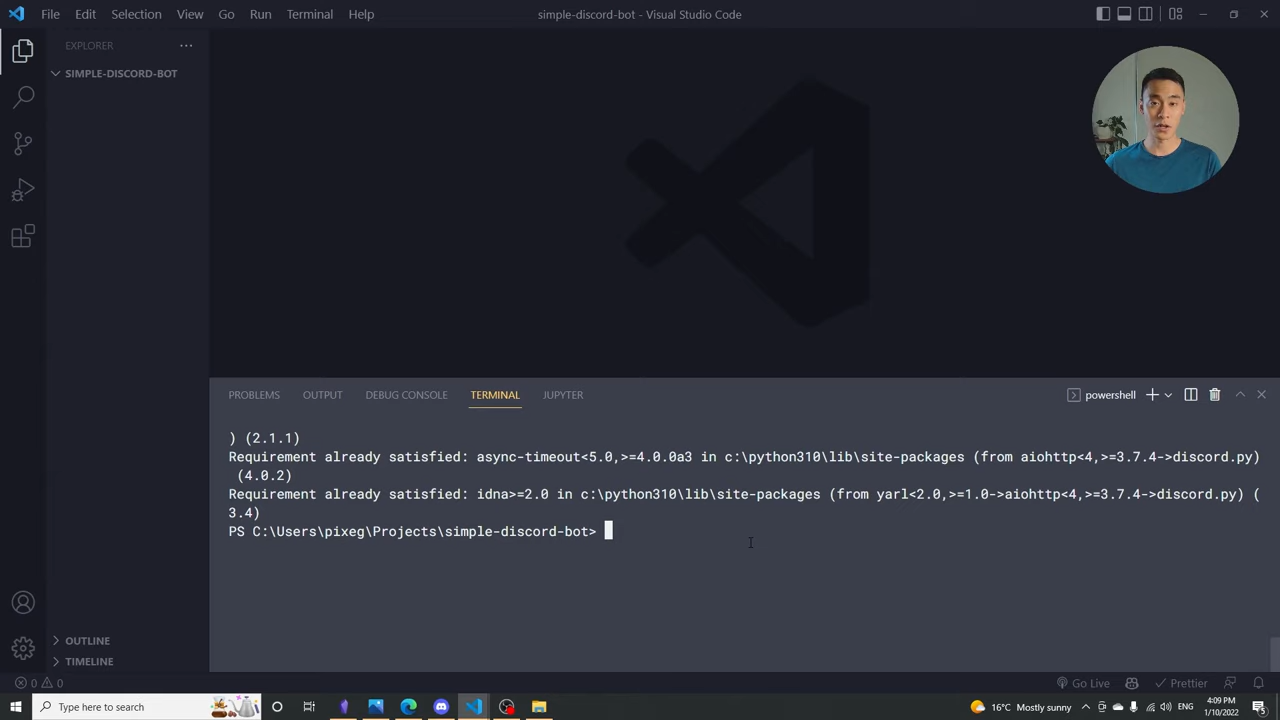 File Edit Selection View Go Run Terminal Help
simple-discord-bot - Visual Studio Code
EXPLORER
SIMPLE-DISCORD-BOT
PROBLEMS OUTPUT DEBUG CONSOLE TERMINAL JUPYTER
powershell
) (2.1.1)
Requirement already satisfied: async-timeout<5.0,>=4.0.0a3 in c:\python310\lib\site-packages (from aiohttp<4,>=3.7.4->discord.py)
(4.0.2)
Requirement already satisfied: idna>=2.0 in c:\python310\lib\site-packages (from yarl<2.0,>=1.0->aiohttp<4,>=3.7.4->discord.py) (
3.4)
PS C:\Users\pixeg\Projects\simple-discord-bot>
OUTLINE
TIMELINE
0 0
Go Live
Prettier
Type here to search
16°C Mostly sunny
ENG
4:09 PM
1/10/2022